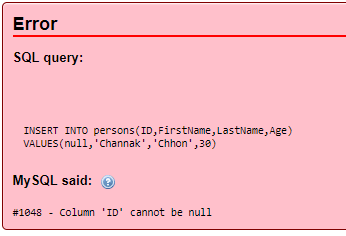 Error
SQL query:
INSERT INTO persons(ID,FirstName,LastName,Age)
VALUES(null,'Channak','Chhon',30)
MySQL said:
#1048 - Column 'ID' cannot be null